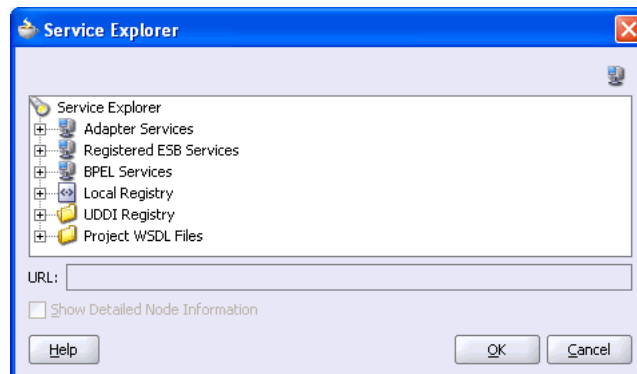 Service Explorer
Service Explorer
Adapter Services
Registered ESB Services
BPEL Services
Local Registry
UDDI Registry
Project WSDL Files
URL:
Show Detailed Node Information
Help OK Cancel